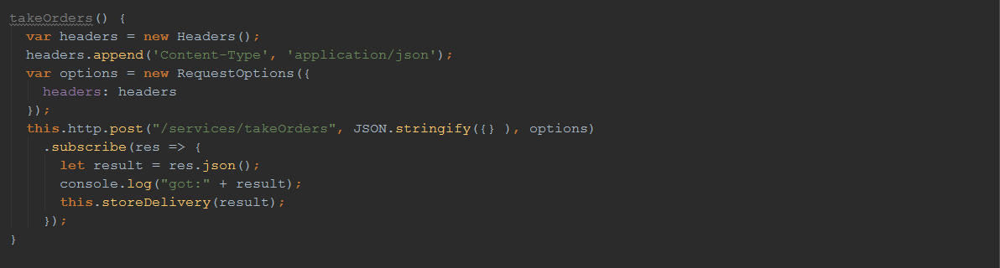 takeOrders() {
  var headers = new Headers();
  headers.append('Content-Type', 'application/json');
  var options = new RequestOptions({
    headers: headers
  });
  this.http.post("/services/takeOrders", JSON.stringify({} ), options)
    .subscribe(res => {
      let result = res.json();
      console.log("got:" + result);
      this.storeDelivery(result);
    });
}